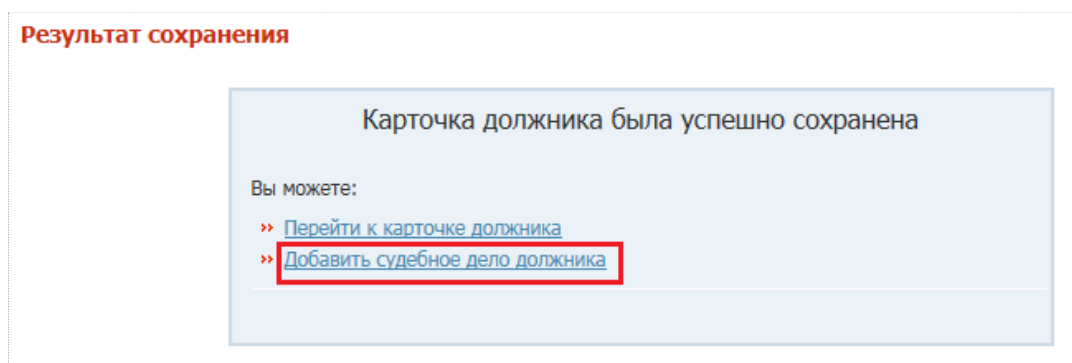 Результат сохранения
Карточка должника была успешно сохранена
Вы можете:
›› Перейти к карточке должника
›› Добавить судебное дело должника